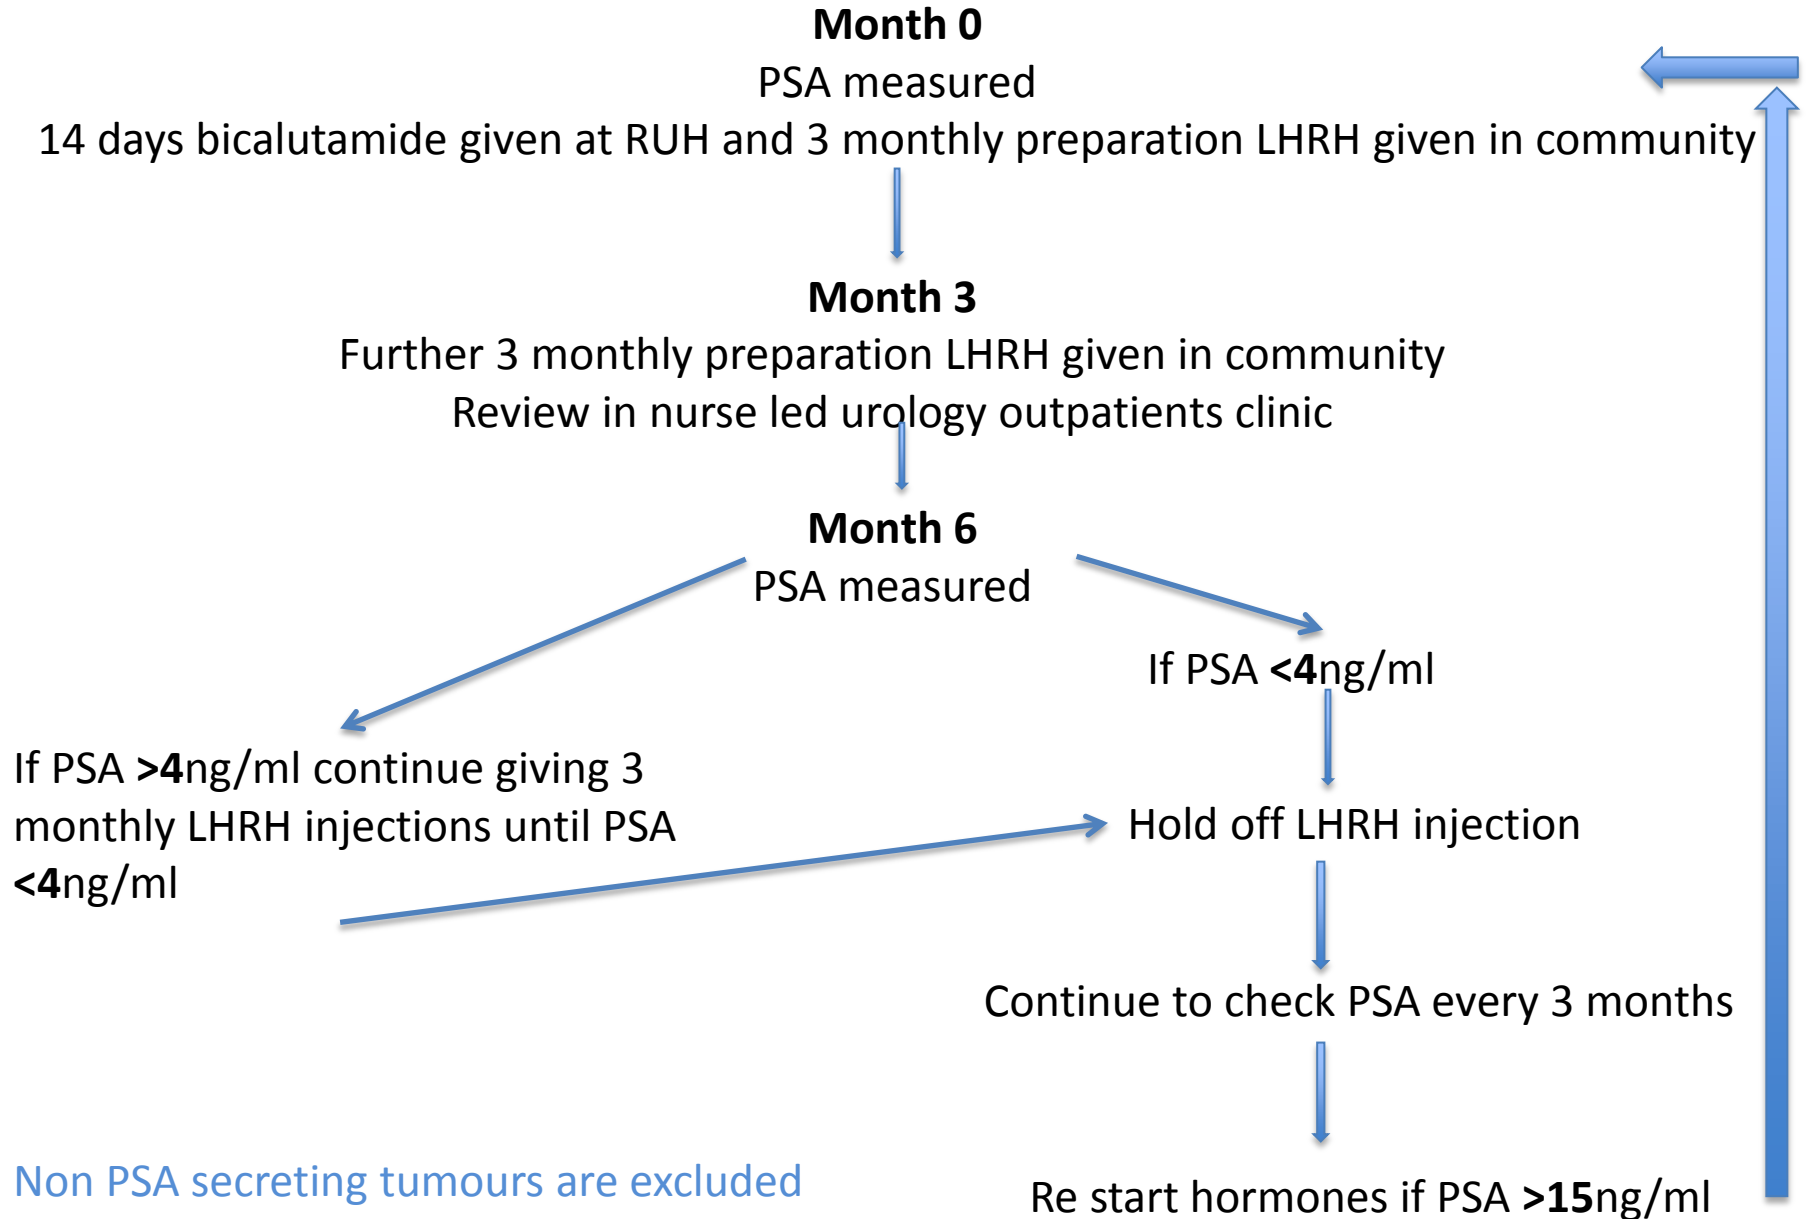 Month 0
PSA measured
14 days bicalutamide given at RUH and 3 monthly preparation LHRH given in community
Month 3
Further 3 monthly preparation LHRH given in community
Review in nurse led urology outpatients clinic
Month 6
PSA measured
If PSA <4ng/ml
If PSA >4ng/ml continue giving 3
monthly LHRH injections until PSA
<4ng/ml
Hold off LHRH injection
Continue to check PSA every 3 months
Re start hormones if PSA >15ng/ml
Non PSA secreting tumours are excluded